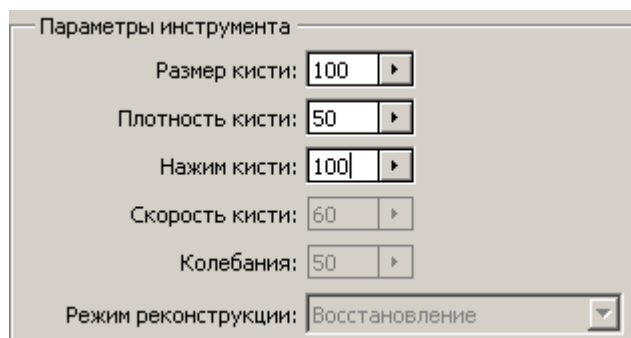 Параметры инструмента
Размер кисти: 100
Плотность кисти: 50
Нажим кисти: 100
Скорость кисти: 60
Колебания: 50
Режим реконструкции: Восстановление